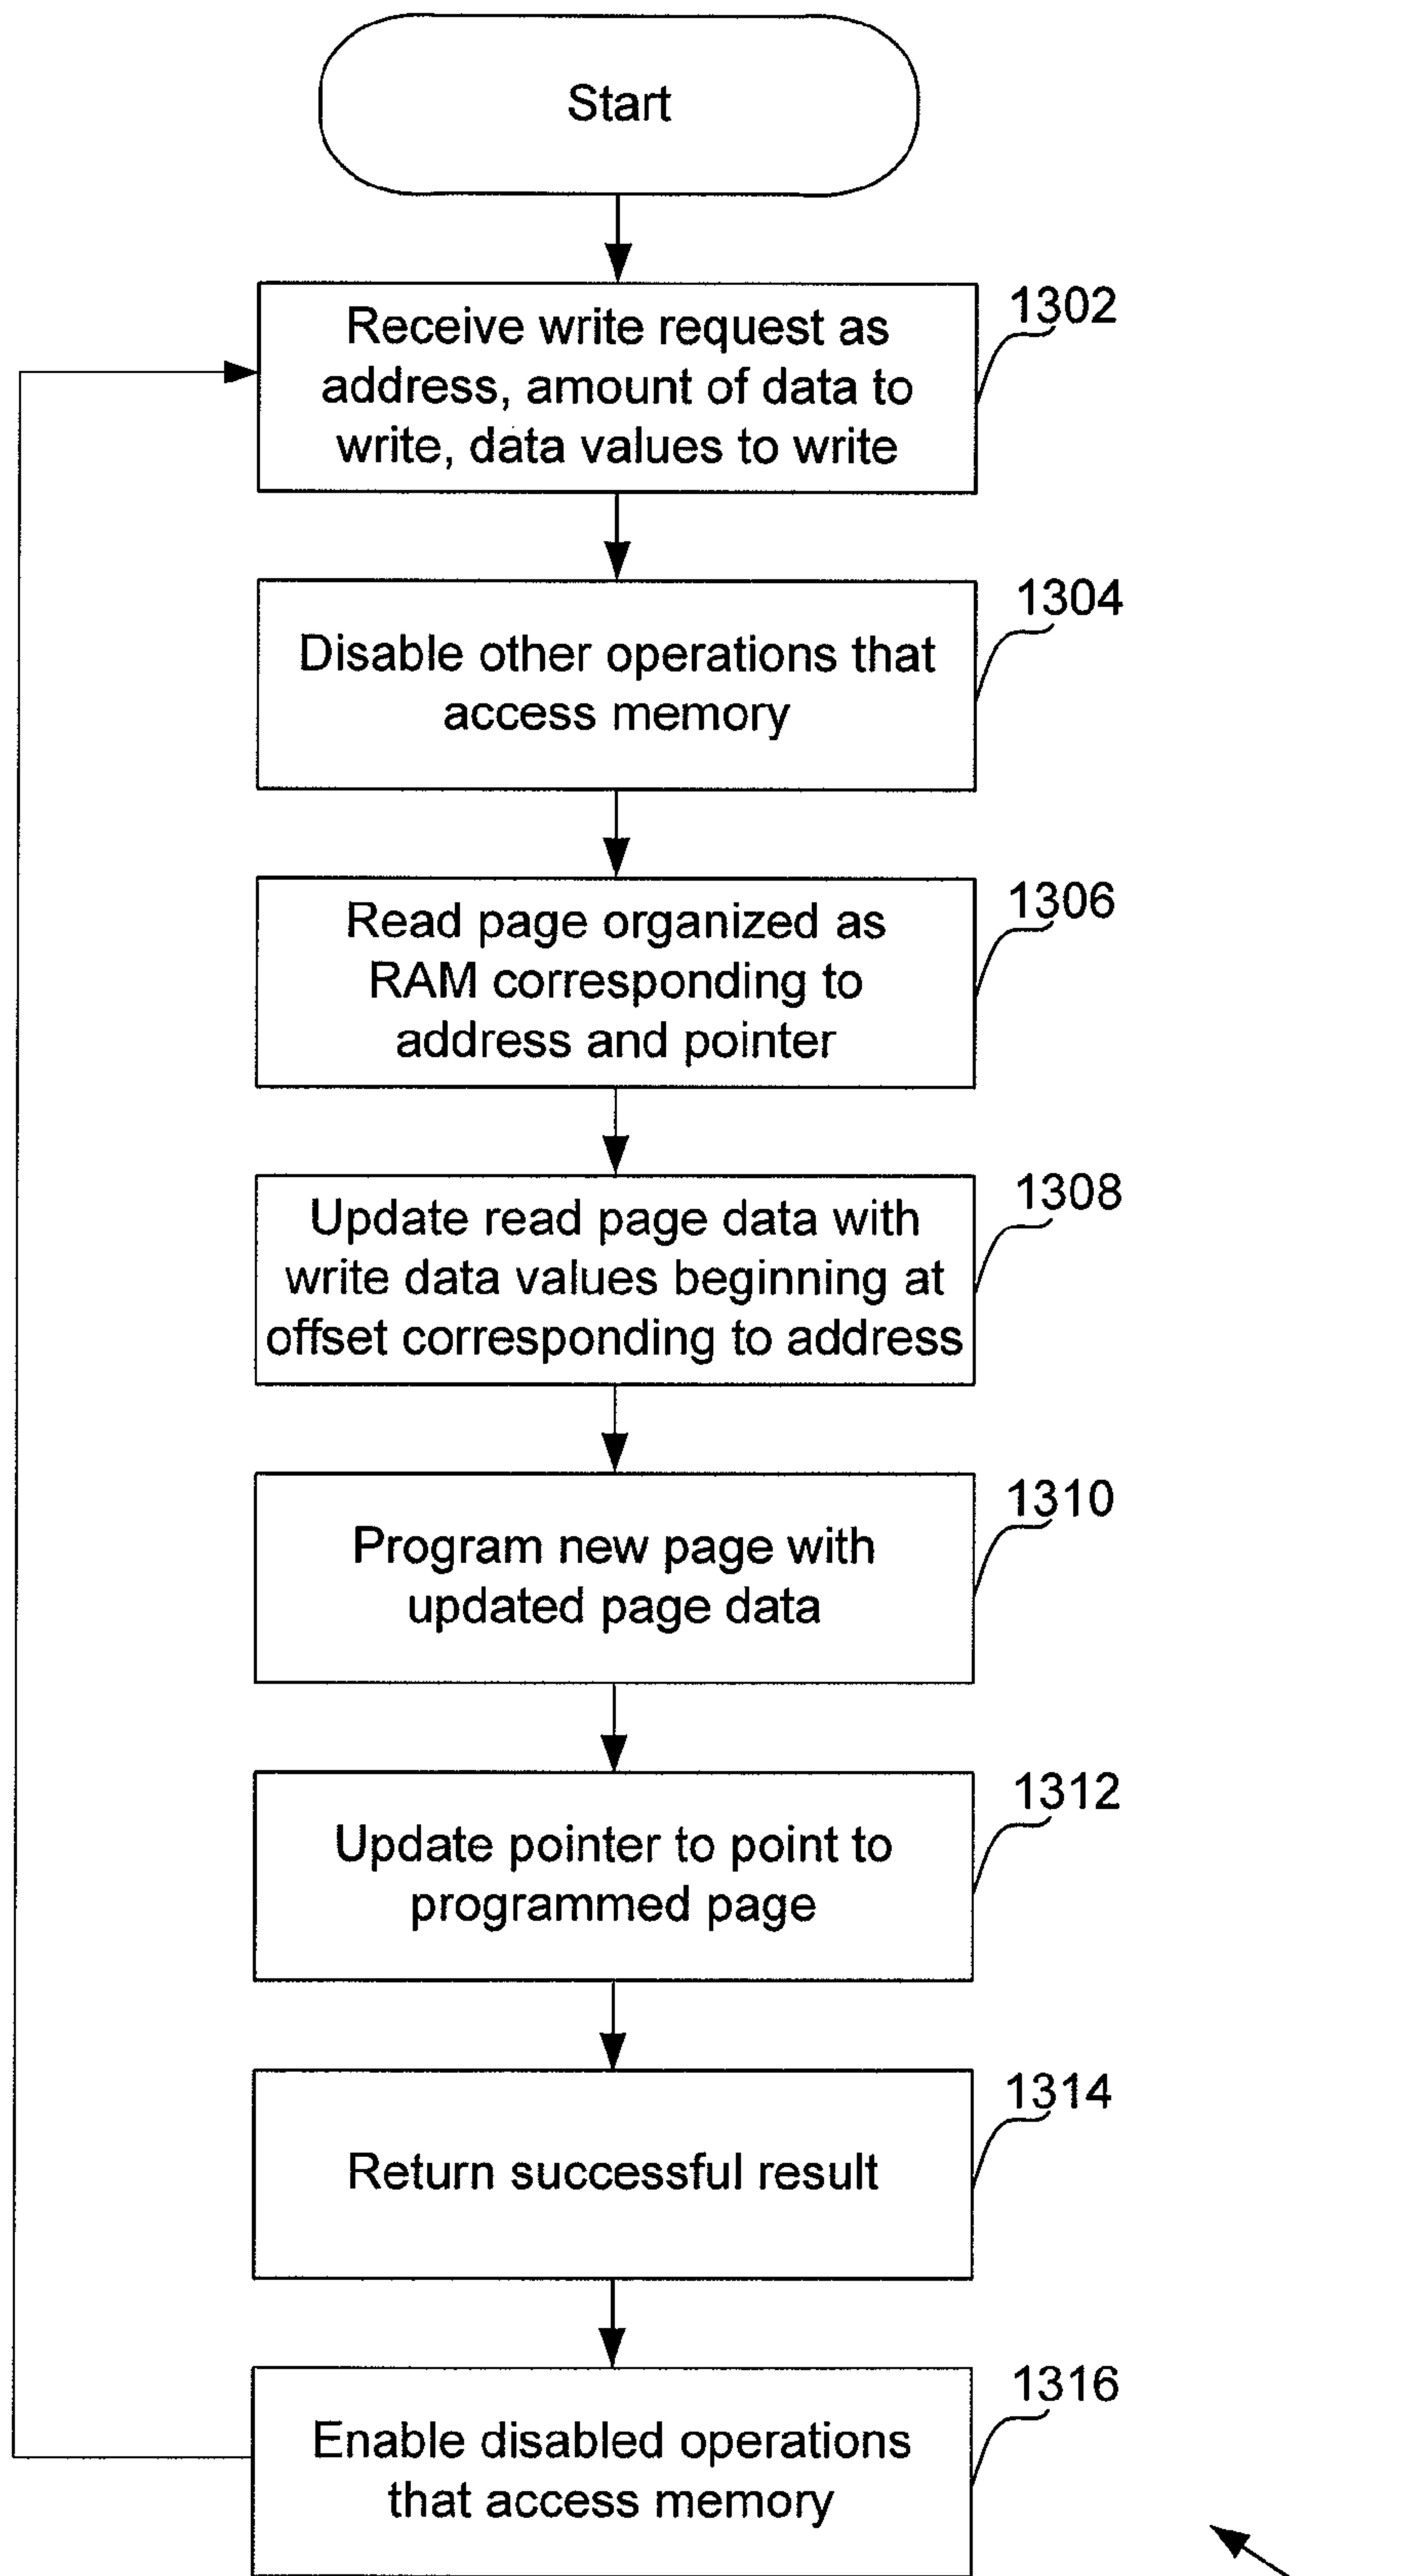 Start
1302
Receive write request as
address, amount of data to
write, data values to write
1304
Disable other operations that
access memory
1306
Read page organized as
RAM corresponding to
address and pointer
1308
Update read page data with
write data values beginning at
offset corresponding to address
1310
Program new page with
updated page data
1312
Update pointer to point to
programmed page
1314
Return successful result
1316
Enable disabled operations
that access memory